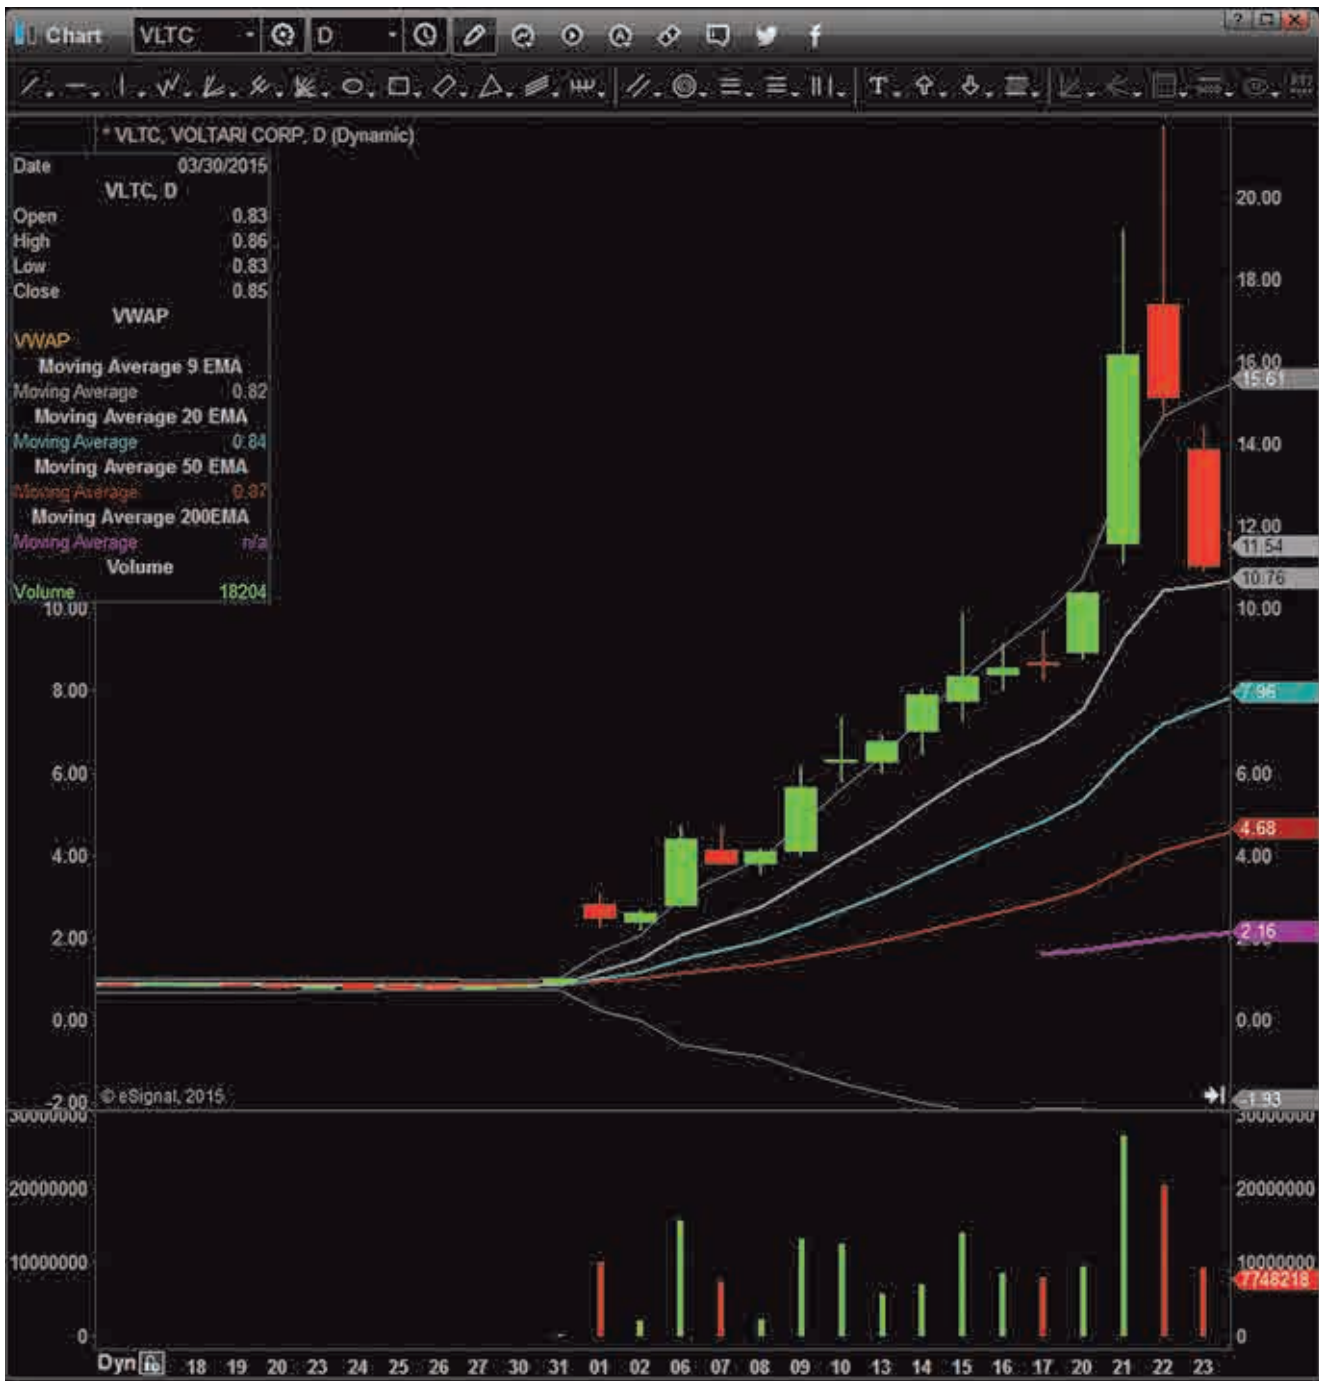 Chart VLTC D
* VLTC, VOLTARI CORP, D (Dynamic)
Date 03/30/2015
VLTC, D
Open 0.83
High 0.86
Low 0.83
Close 0.85
VWAP
VWAP
Moving Average 9 EMA
Moving Average 0.82
Moving Average 20 EMA
Moving Average 0.84
Moving Average 50 EMA
Moving Average 0.87
Moving Average 200EMA
Moving Average n/a
Volume
Volume 18204
20.00
18.00
16.00
15.61
14.00
12.00
11.54
10.76
10.00 10.00
8.00
7.96
6.00 6.00
4.68
4.00 4.00
2.16
2.00
0.00 0.00
-2.00 © eSignal, 2015 -1.93
30000000 30000000
20000000 20000000
10000000 10000000
7748218
0 0
Dyn 18 19 20 23 24 25 26 27 30 31 01 02 06 07 08 09 10 13 14 15 16 17 20 21 22 23